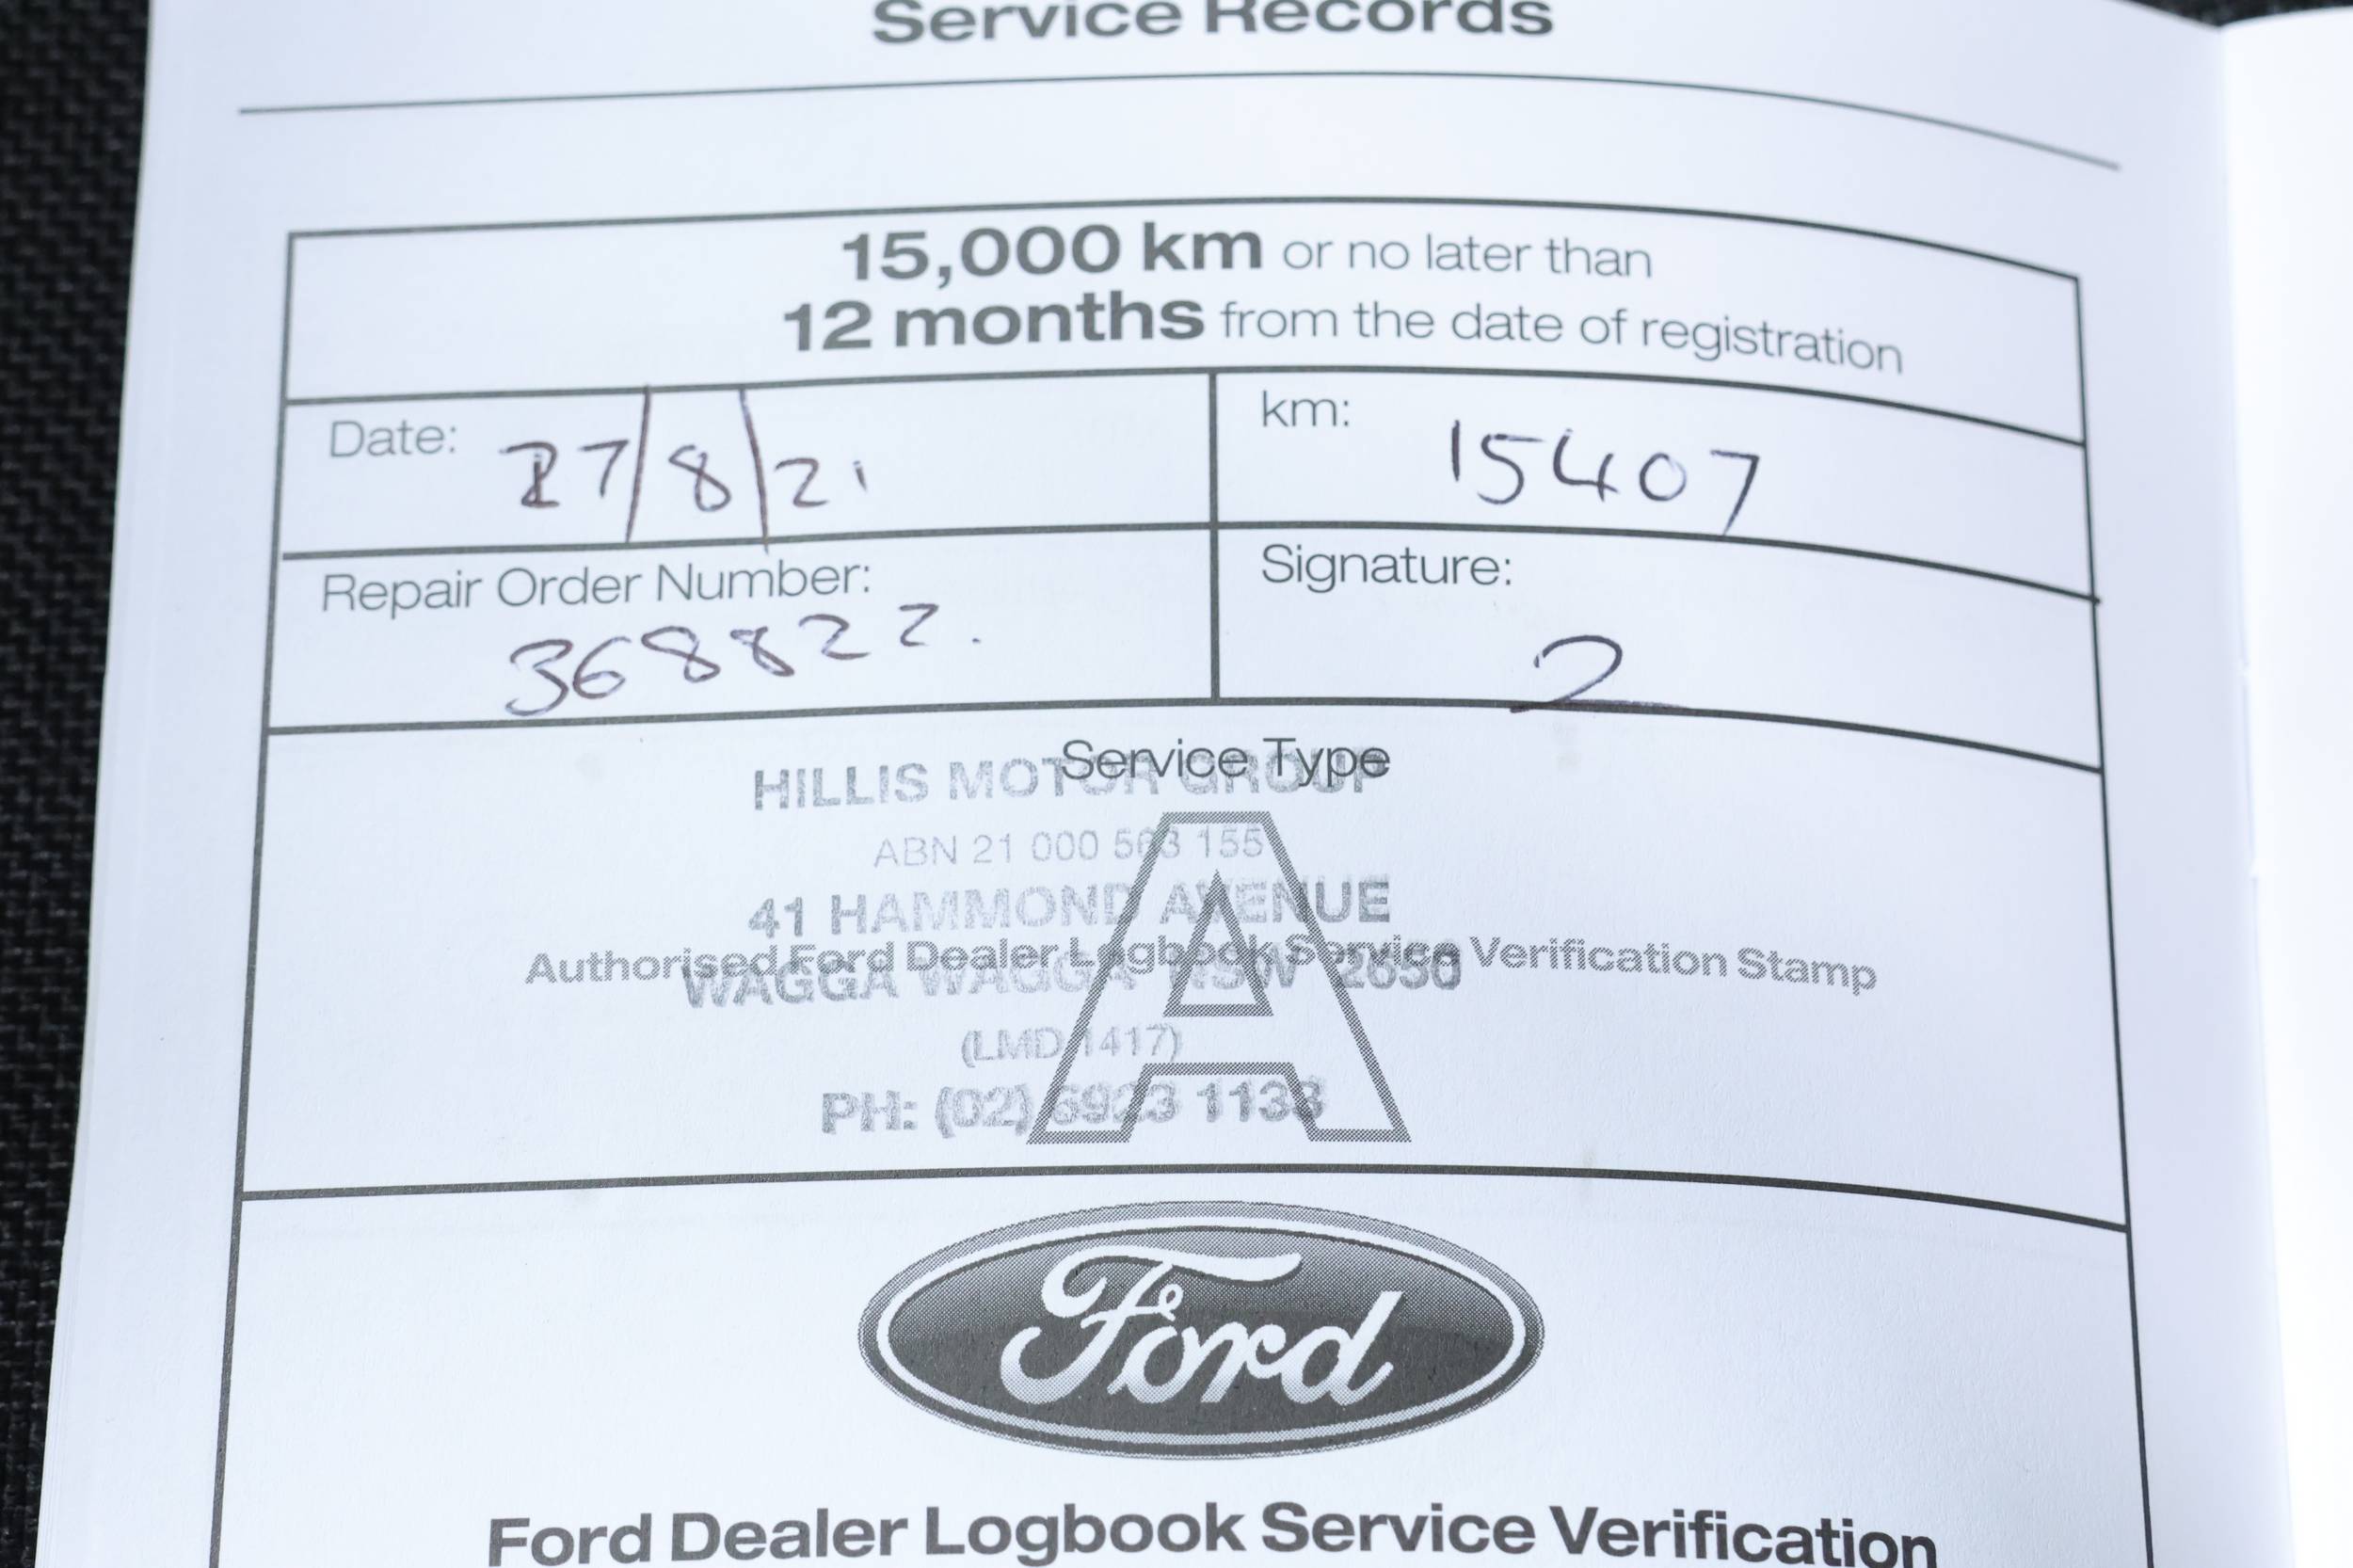 Service Records
15,000 km or no later than
12 months from the date of registration
Date: 27/8/21
km: 15407
Repair Order Number:
368822.
Signature:
Service Type
HILLIS MOTOR GROUP
ABN 21 000 563 155
41 HAMMOND AVENUE
Authorised Ford Dealer Logbook Service Verification Stamp
WAGGA WAGGA NSW 2650
(LMD 1417)
PH: (02) 6923 1133
A
Ford
Ford Dealer Logbook Service Verification